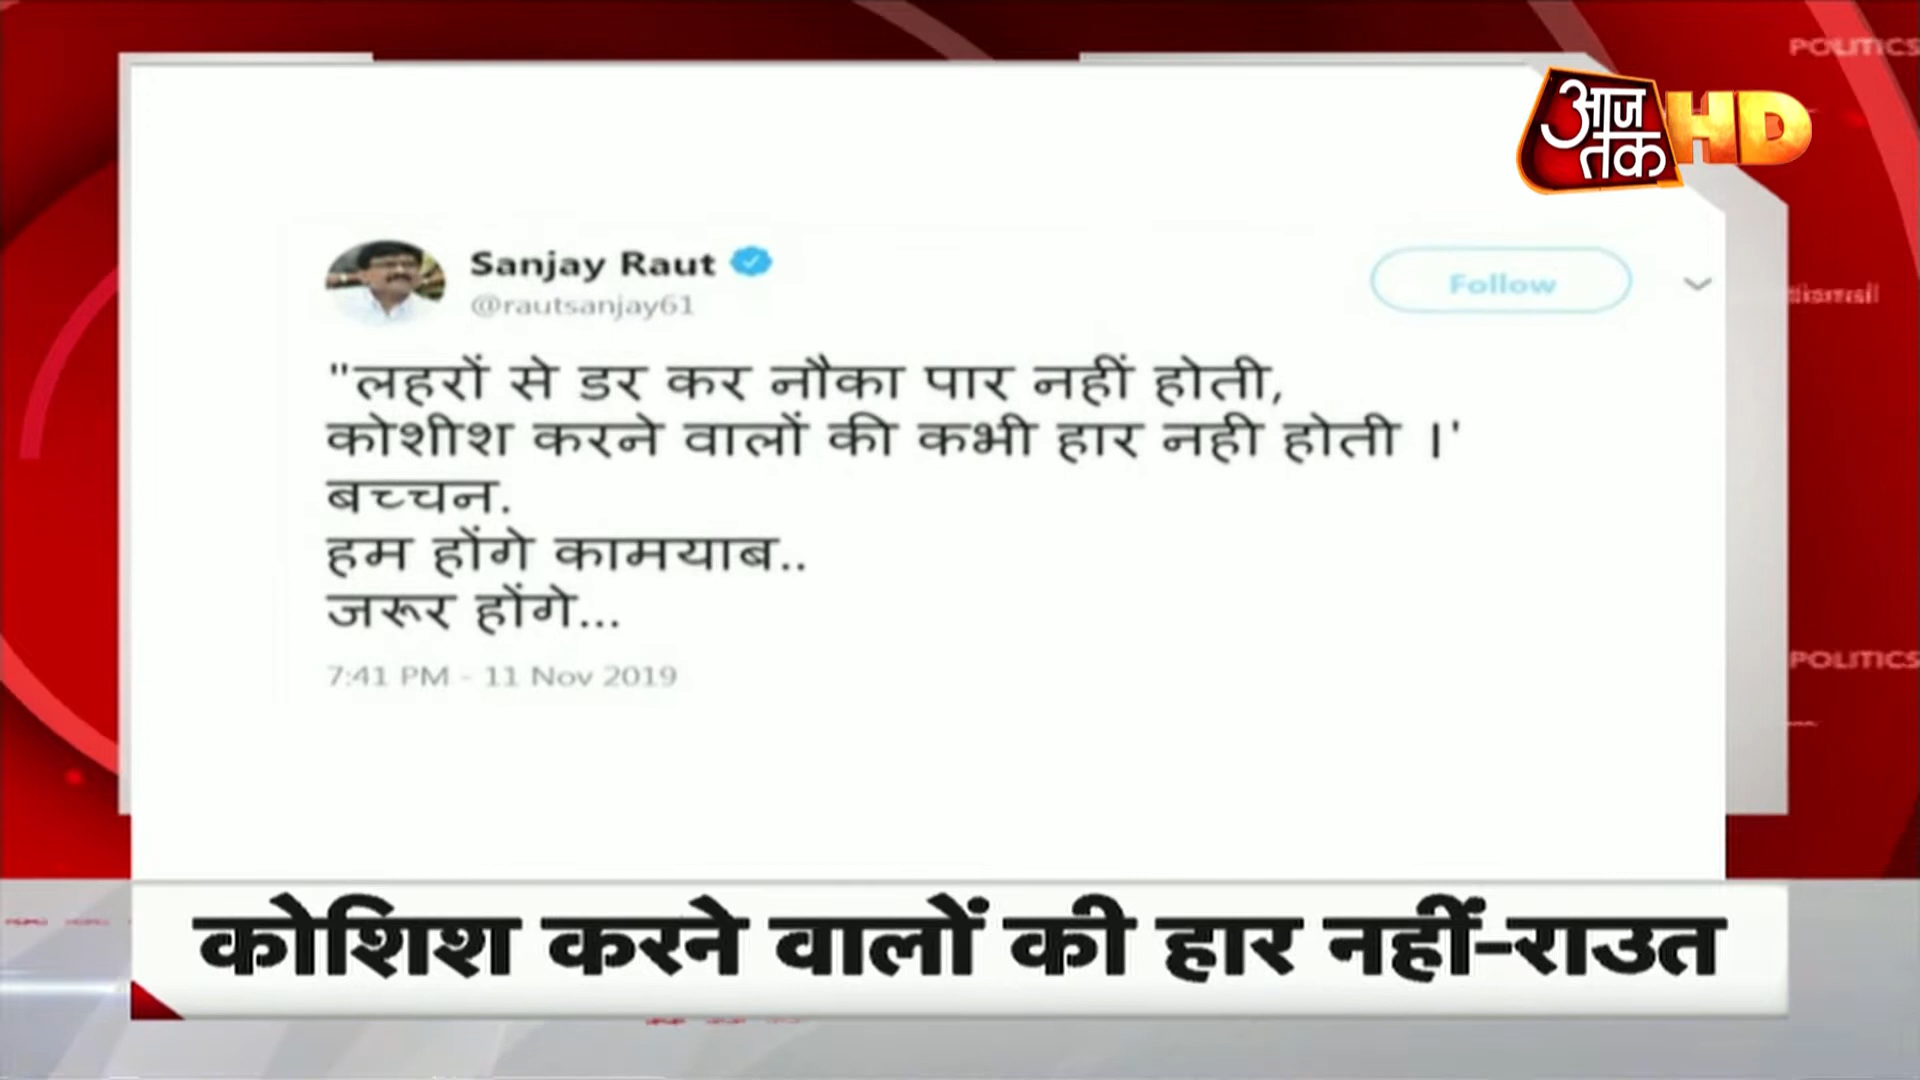 POLITICS
आज तक HD
Sanjay Raut
@rautsanjay61
Follow
"लहरों से डर कर नौका पार नहीं होती,
कोशीश करने वालों की कभी हार नही होती ।'
बच्चन.
हम होंगे कामयाब..
जरूर होंगे...
7:41 PM - 11 Nov 2019
POLITICS
कोशिश करने वालों की हार नहीं-राउत